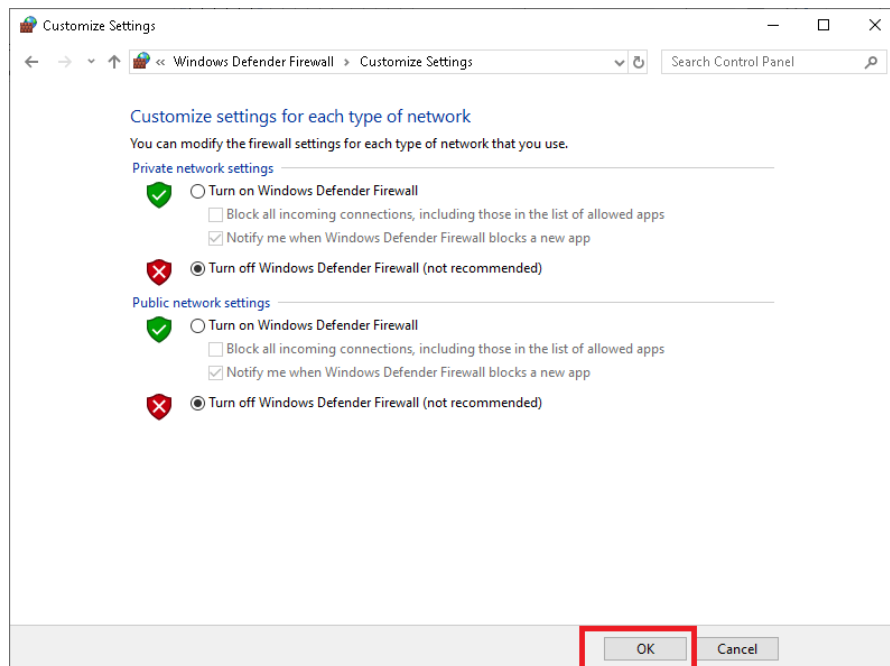 Customize Settings
« Windows Defender Firewall > Customize Settings
Search Control Panel
Customize settings for each type of network
You can modify the firewall settings for each type of network that you use.
Private network settings
Turn on Windows Defender Firewall
Block all incoming connections, including those in the list of allowed apps
Notify me when Windows Defender Firewall blocks a new app
Turn off Windows Defender Firewall (not recommended)
Public network settings
Turn on Windows Defender Firewall
Block all incoming connections, including those in the list of allowed apps
Notify me when Windows Defender Firewall blocks a new app
Turn off Windows Defender Firewall (not recommended)
OK
Cancel